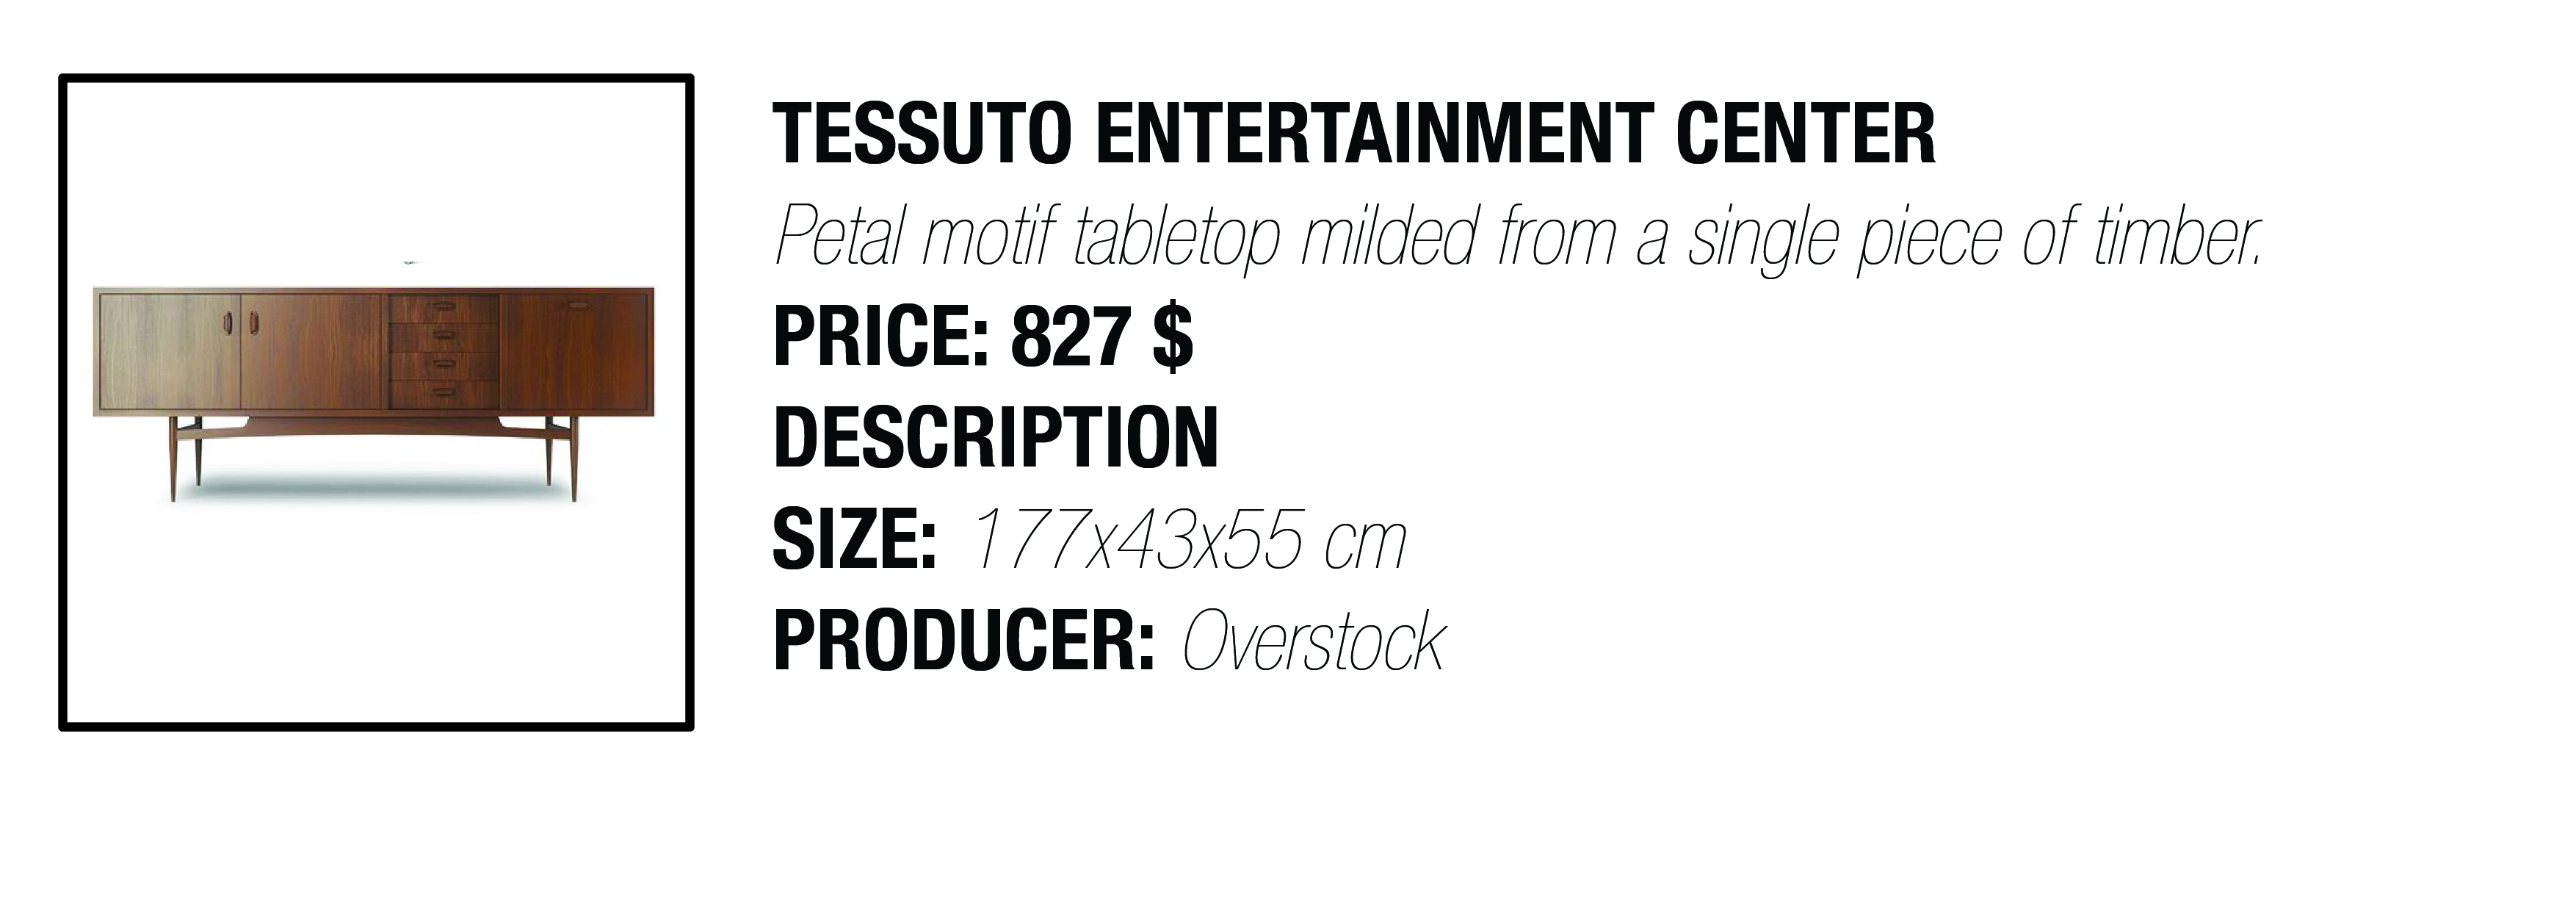 TESSUTO ENTERTAINMENT CENTER
Petal motif tabletop milded from a single piece of timber.
PRICE: 827 $
DESCRIPTION
SIZE: 177x43x55 cm
PRODUCER: Overstock